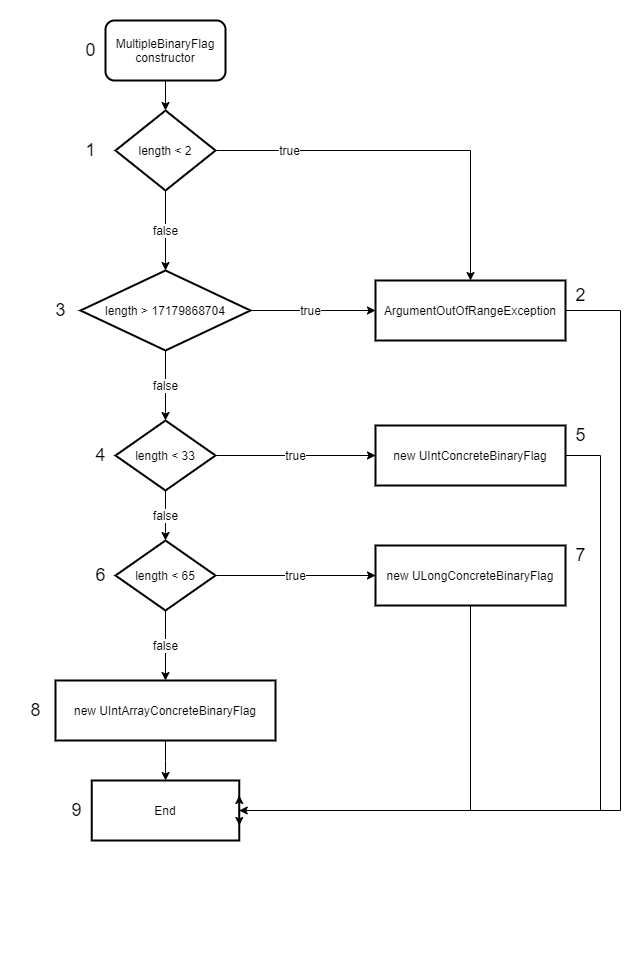 0
MultipleBinaryFlag
constructor
1
length < 2
true
false
3
length > 17179868704
true
2
ArgumentOutOfRangeException
false
4
length < 33
true
5
new UIntConcreteBinaryFlag
false
6
length < 65
true
7
new ULongConcreteBinaryFlag
false
8
new UIntArrayConcreteBinaryFlag
9
End